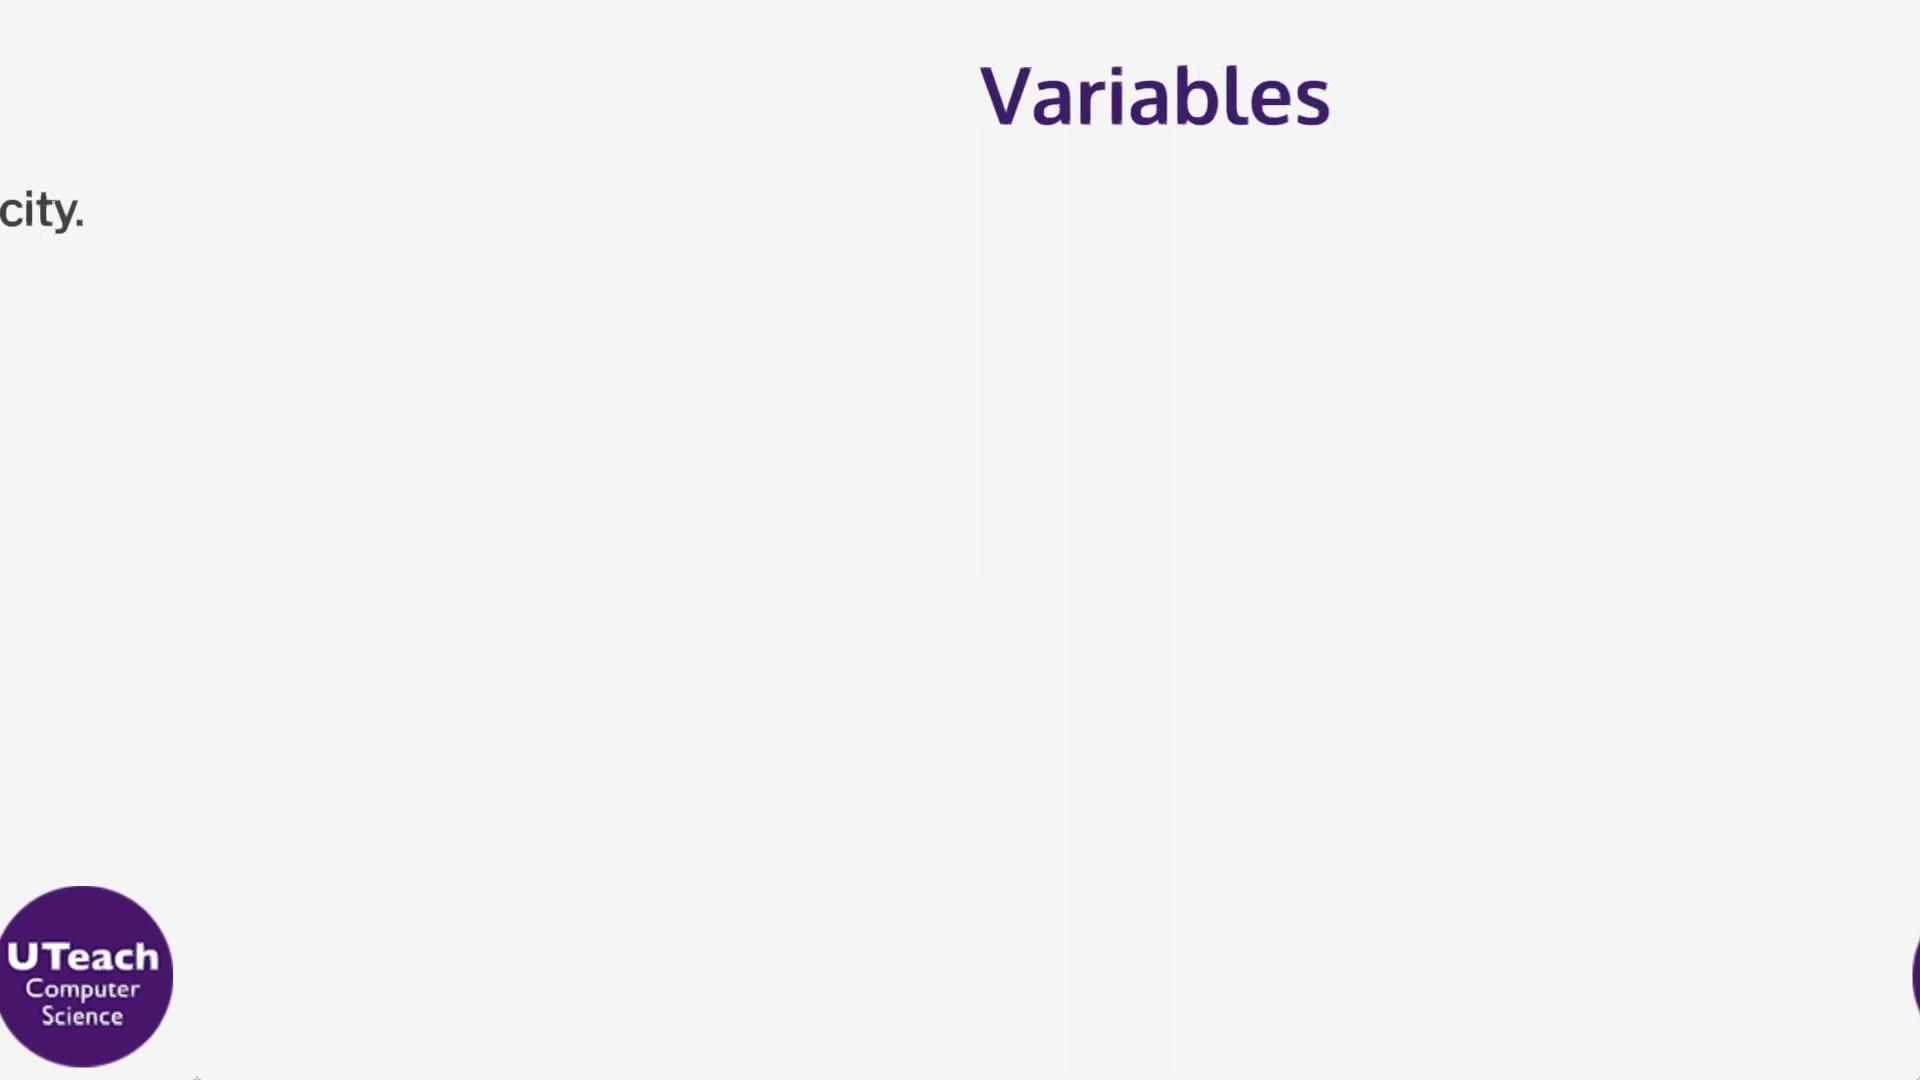 Variables
city.
UTeach
Computer
Science